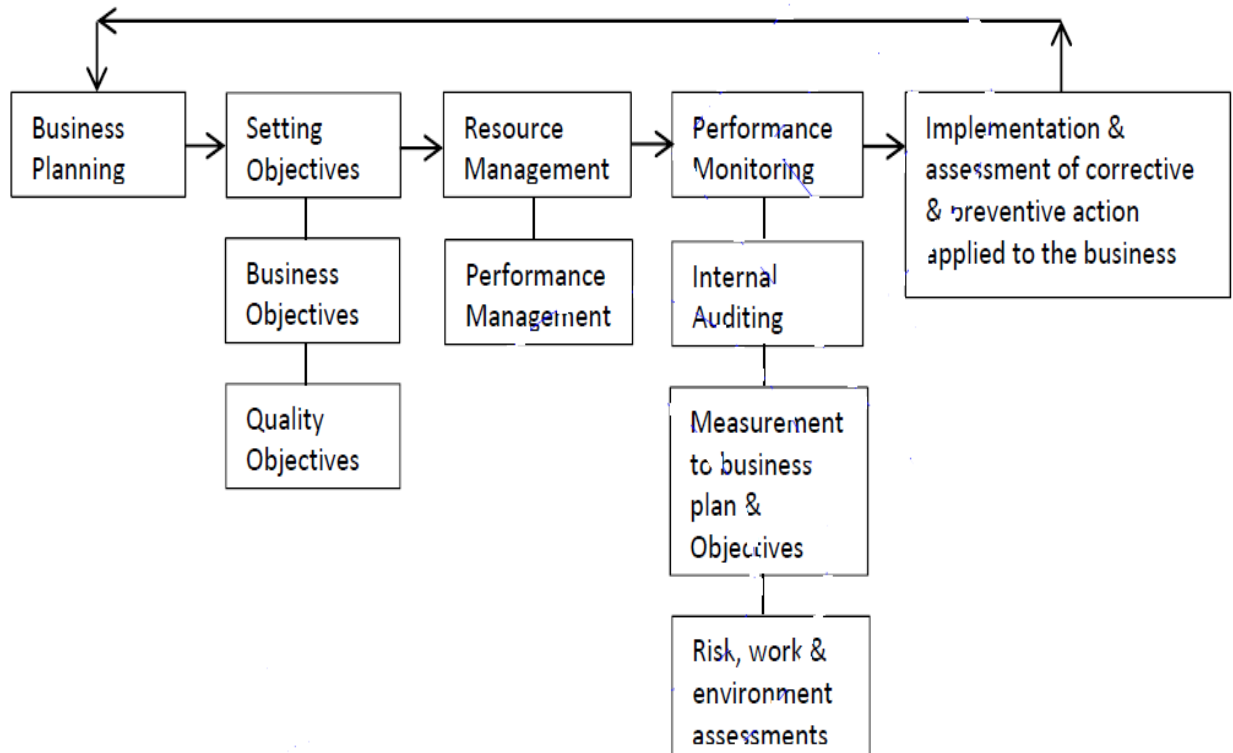 Business
Planning
Setting
Objectives
Resource
Management
Performance
Monitoring
Implementation &
assessment of corrective
& preventive action
applied to the business
Business
Objectives
Quality
Objectives
Performance
Management
Internal
Auditing
Measurement
to business
plan &
Objectives
Risk, work &
environment
assessments